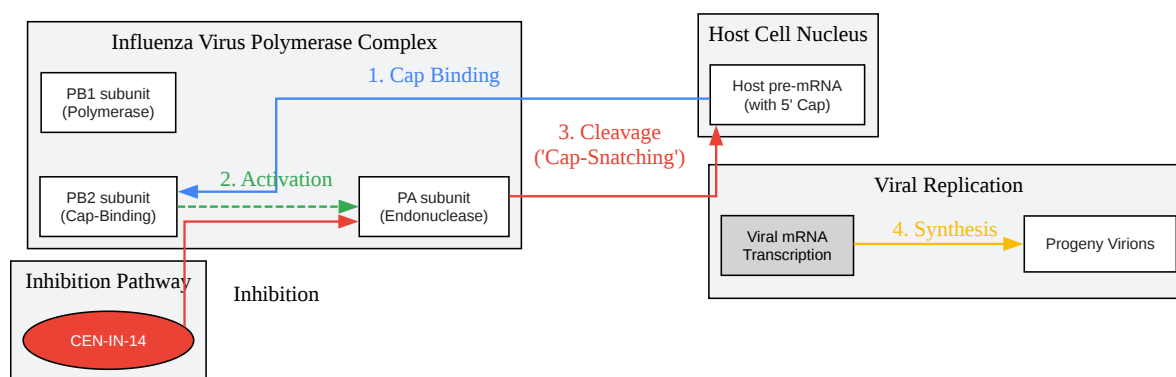 Influenza Virus Polymerase Complex
PB1 subunit
(Polymerase)
1. Cap Binding
PB2 subunit
(Cap-Binding)
2. Activation
PA subunit
(Endonuclease)
3. Cleavage
('Cap-Snatching')
Host Cell Nucleus
Host pre-mRNA
(with 5' Cap)
Viral Replication
Viral mRNA
Transcription
4. Synthesis
Progeny Virions
Inhibition Pathway
CEN-IN-14
Inhibition